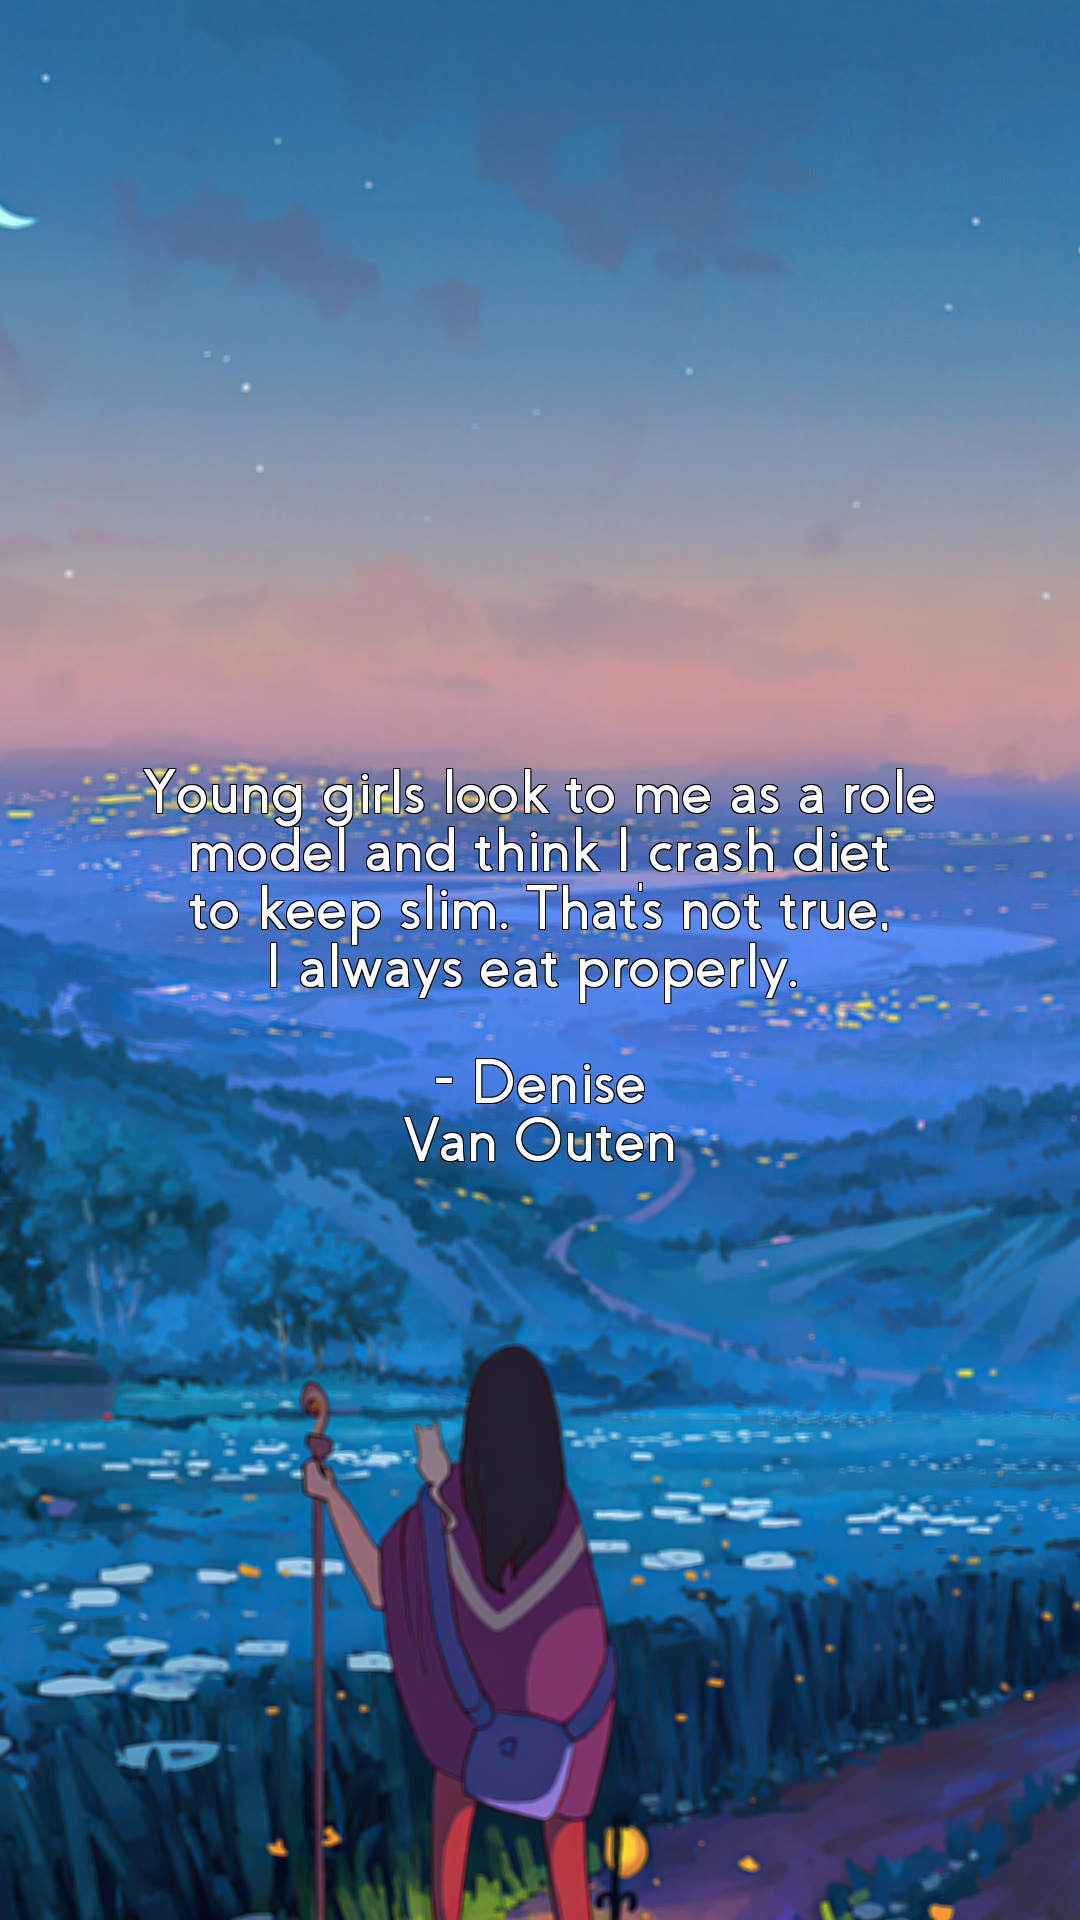 Young girls look to me as a role
model and think I crash diet
to keep slim. That's not true,
I always eat properly.
- Denise
Van Outen